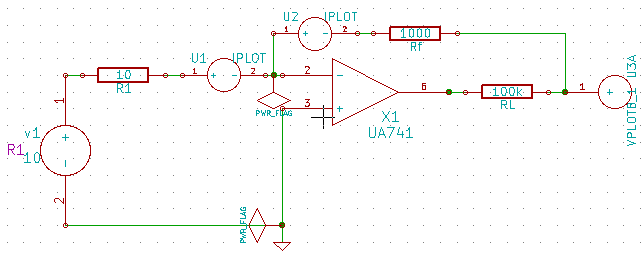 U2
IPLOT
1
+
-
2
1000
Rf
U1
IPLOT
1
+
-
2
10
R1
2
-
3
+
6
X1
UA741
PWR_FLAG
100k
RL
1
+
U3A
VPLOT8_1
1
v1
+
R1
10
-
2
PWR_FLAG